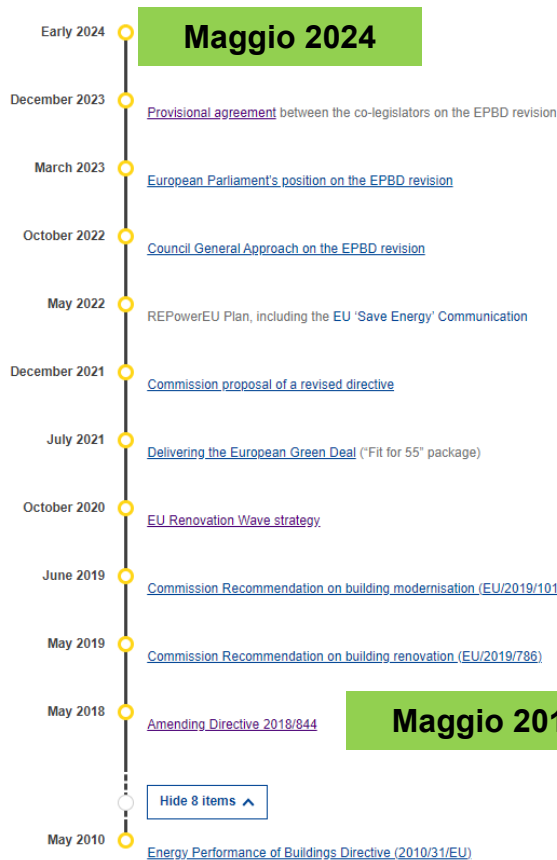 Early 2024 Maggio 2024
December 2023
Provisional agreement between the co-legislators on the EPBD revision
March 2023
European Parliament's position on the EPBD revision
October 2022
Council General Approach on the EPBD revision
May 2022
REPowerEU Plan, including the EU 'Save Energy' Communication
December 2021
Commission proposal of a revised directive
July 2021
Delivering the European Green Deal ("Fit for 55" package)
October 2020
EU Renovation Wave strategy
June 2019
Commission Recommendation on building modernisation (EU/2019/101
May 2019
Commission Recommendation on building renovation (EU/2019/786)
May 2018
Amending Directive 2018/844 Maggio 201
Hide 8 items
May 2010
Energy Performance of Buildings Directive (2010/31/EU)